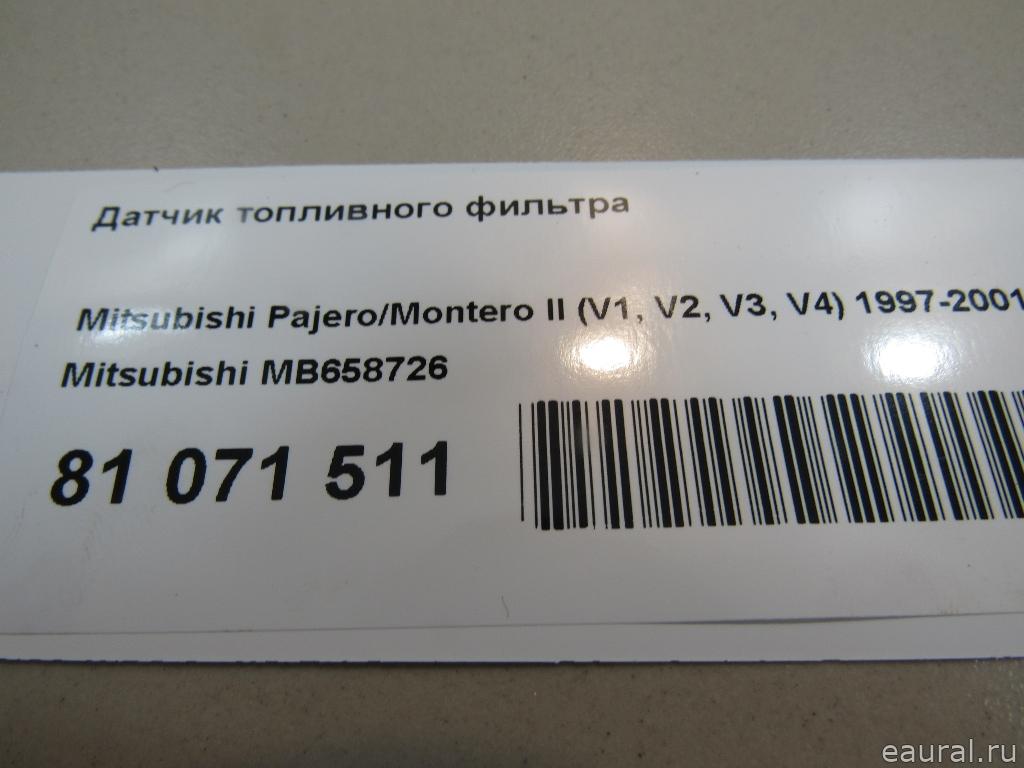 Датчик топливного фильтра
Mitsubishi Pajero/Montero II (V1, V2, V3, V4) 1997-2001
Mitsubishi MB658726
81 071 511
eaural.ru